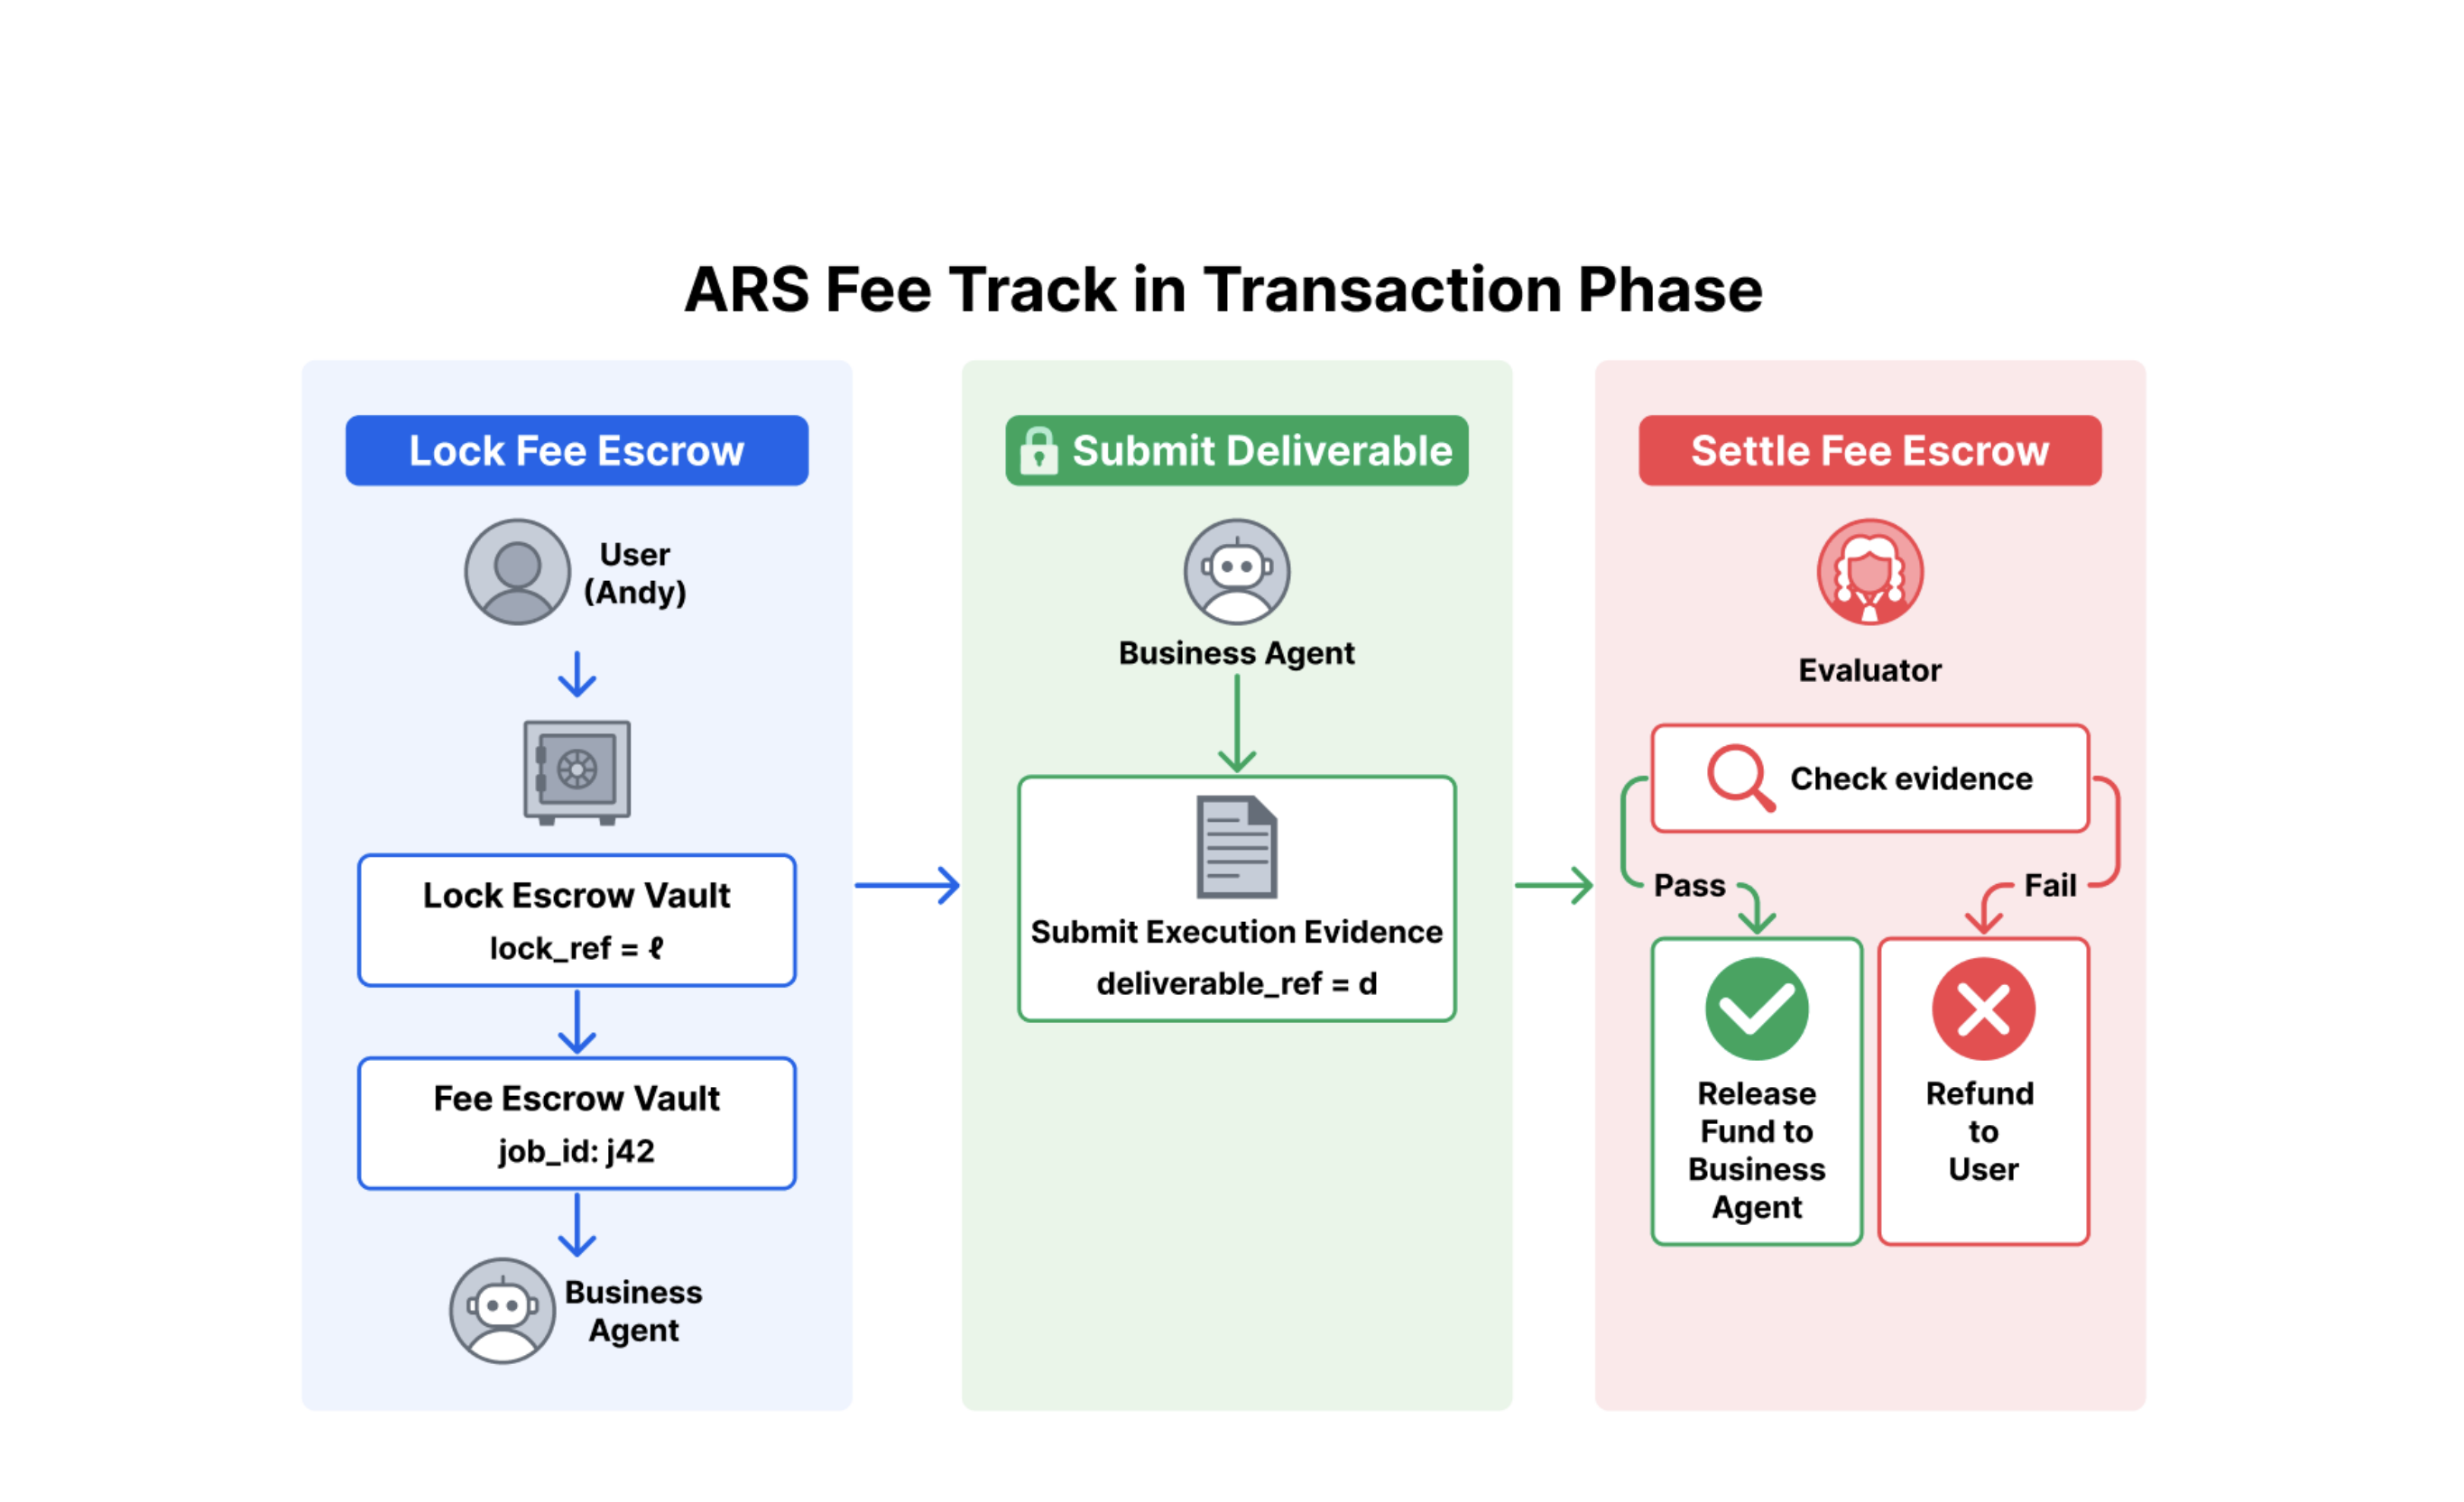 ARS Fee Track in Transaction Phase
Lock Fee Escrow
User
(Andy)
Lock Escrow Vault
lock_ref = ℓ
Fee Escrow Vault
job_id: j42
Business
Agent
Submit Deliverable
Business Agent
Submit Execution Evidence
deliverable_ref = d
Settle Fee Escrow
Evaluator
Check evidence
Pass
Fail
Release
Fund to
Business
Agent
Refund
to
User